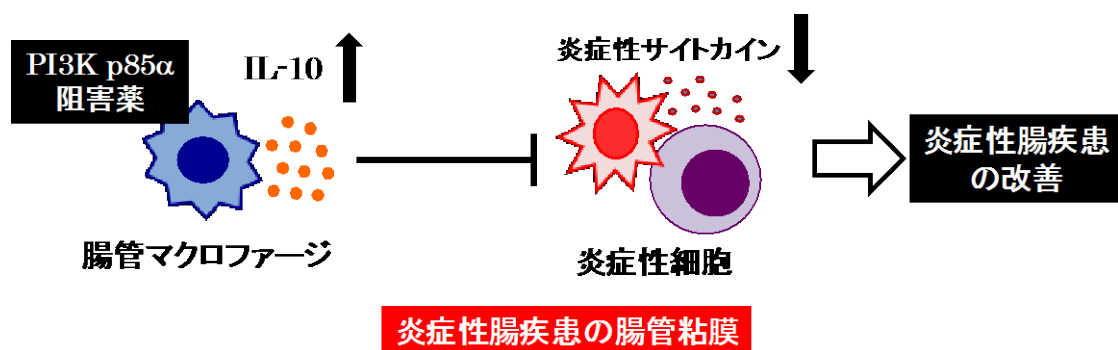 PI3K p85α
阻害薬
IL-10
炎症性サイトカイン
炎症性腸疾患
の改善
腸管マクロファージ
炎症性細胞
炎症性腸疾患の腸管粘膜